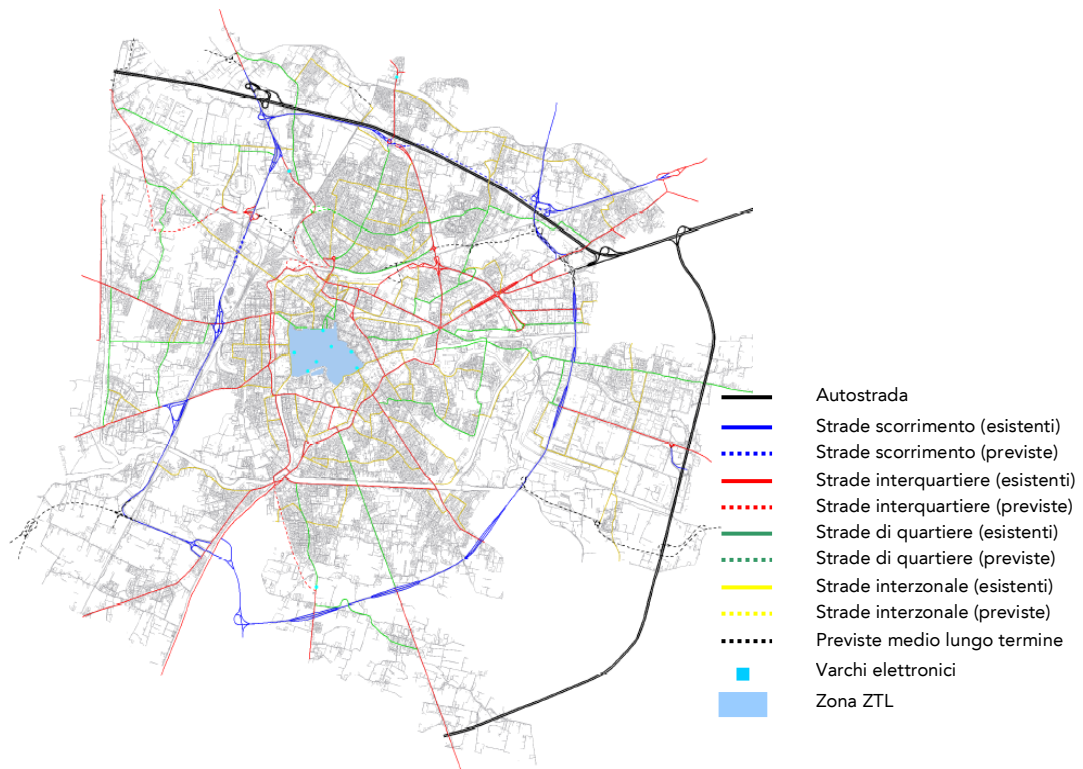 Autostrada
Strade scorrimento (esistenti)
Strade scorrimento (previste)
Strade interquartiere (esistenti)
Strade interquartiere (previste)
Strade di quartiere (esistenti)
Strade di quartiere (previste)
Strade interzonale (esistenti)
Strade interzonale (previste)
Previste medio lungo termine
Varchi elettronici
Zona ZTL